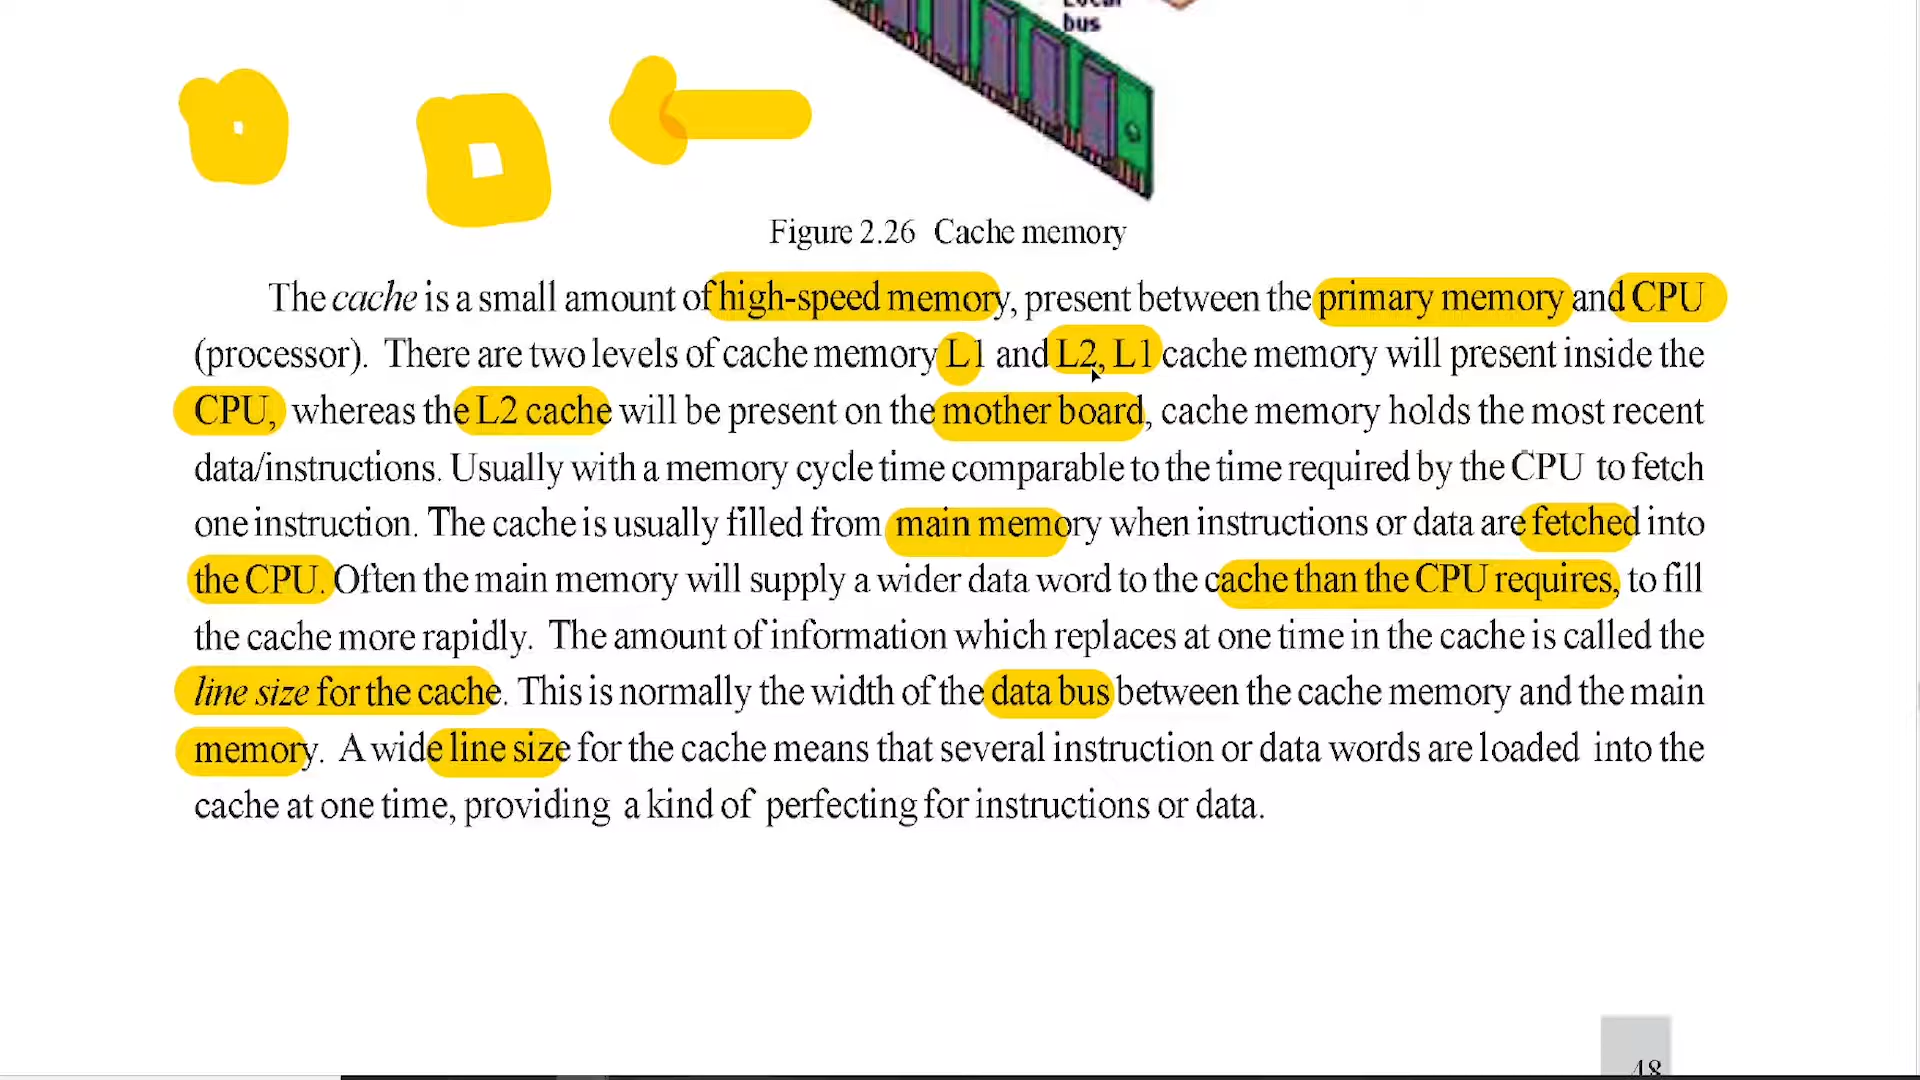 Local
bus
Figure 2.26 Cache memory
The cache is a small amount of high-speed memory, present between the primary memory and CPU
(processor). There are two levels of cache memory L1 and L2, L1 cache memory will present inside the
CPU, whereas the L2 cache will be present on the mother board, cache memory holds the most recent
data/instructions. Usually with a memory cycle time comparable to the time required by the CPU to fetch
one instruction. The cache is usually filled from main memory when instructions or data are fetched into
the CPU. Often the main memory will supply a wider data word to the cache than the CPU requires, to fill
the cache more rapidly. The amount of information which replaces at one time in the cache is called the
line size for the cache. This is normally the width of the data bus between the cache memory and the main
memory. A wide line size for the cache means that several instruction or data words are loaded into the
cache at one time, providing a kind of perfecting for instructions or data.
48